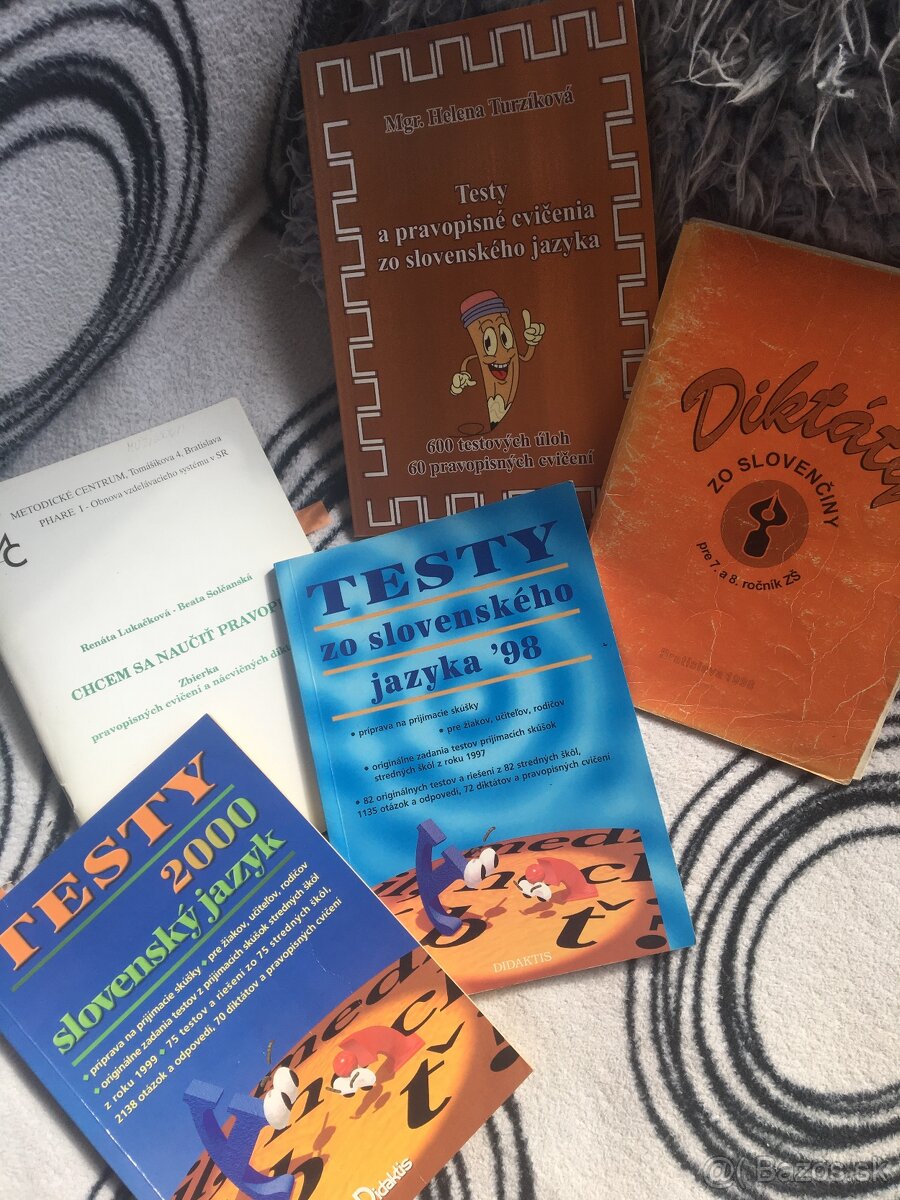 Mgr. Helena Turzíková
Testy
a pravopisné cvičenia
zo slovenského jazyka
600 testových úloh
60 pravopisných cvičení
Diktáty
ZO SLOVENČINY
pre 7. a 8. ročník ZŠ
Bratislava 1998
METODICKÉ CENTRUM, Tomášikova 4, Bratislava
PHARE I - Obnova vzdelávacieho systému v SR
Renáta Lukačková - Beata Solčanská
CHCEM SA NAUČIŤ
Zbierka
pravopisných cvičení a nácvičných
TESTY
zo slovenského
jazyka '98
• príprava na prijímacie skúšky
• pre žiakov, učiteľov, rodičov
• originálne zadania testov prijímacích skúšok
stredných škôl z roku 1997
• 82 originálnych testov a riešení z 82 stredných škôl,
1135 otázok a odpovedí, 72 diktátov a pravopisných cvičení
DIDAKTIS
TESTY
2000
slovenský jazyk
• príprava na prijímacie skúšky • pre žiakov, učiteľov, rodičov
• originálne zadania testov z prijímacích skúšok stredných škôl
z roku 1999 • 75 testov a riešení zo 75 stredných škôl,
2138 otázok a odpovedí, 70 diktátov a pravopisných cvičení
Didaktis
Bazos.sk